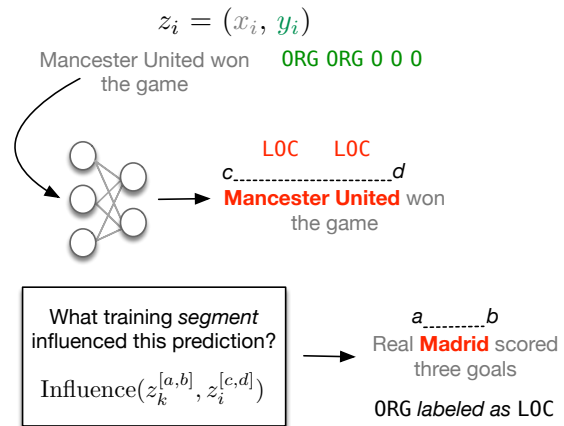 z_i = (x_i, y_i)
Mancester United won ORG ORG O O O
the game
LOC LOC
c d
Mancester United won
the game
What training segment
influenced this prediction?
Influence(z_k^{[a,b]}, z_i^{[c,d]})
a b
Real Madrid scored
three goals
ORG labeled as LOC